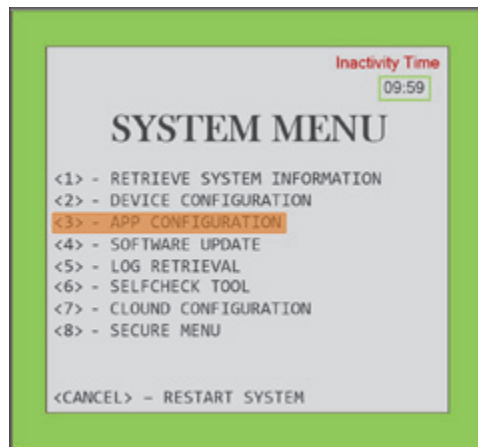 Inactivity Time
09:59
SYSTEM MENU
<1> - RETRIEVE SYSTEM INFORMATION
<2> - DEVICE CONFIGURATION
<3> - APP CONFIGURATION
<4> - SOFTWARE UPDATE
<5> - LOG RETRIEVAL
<6> - SELFCHECK TOOL
<7> - CLOUND CONFIGURATION
<8> - SECURE MENU
<CANCEL> – RESTART SYSTEM